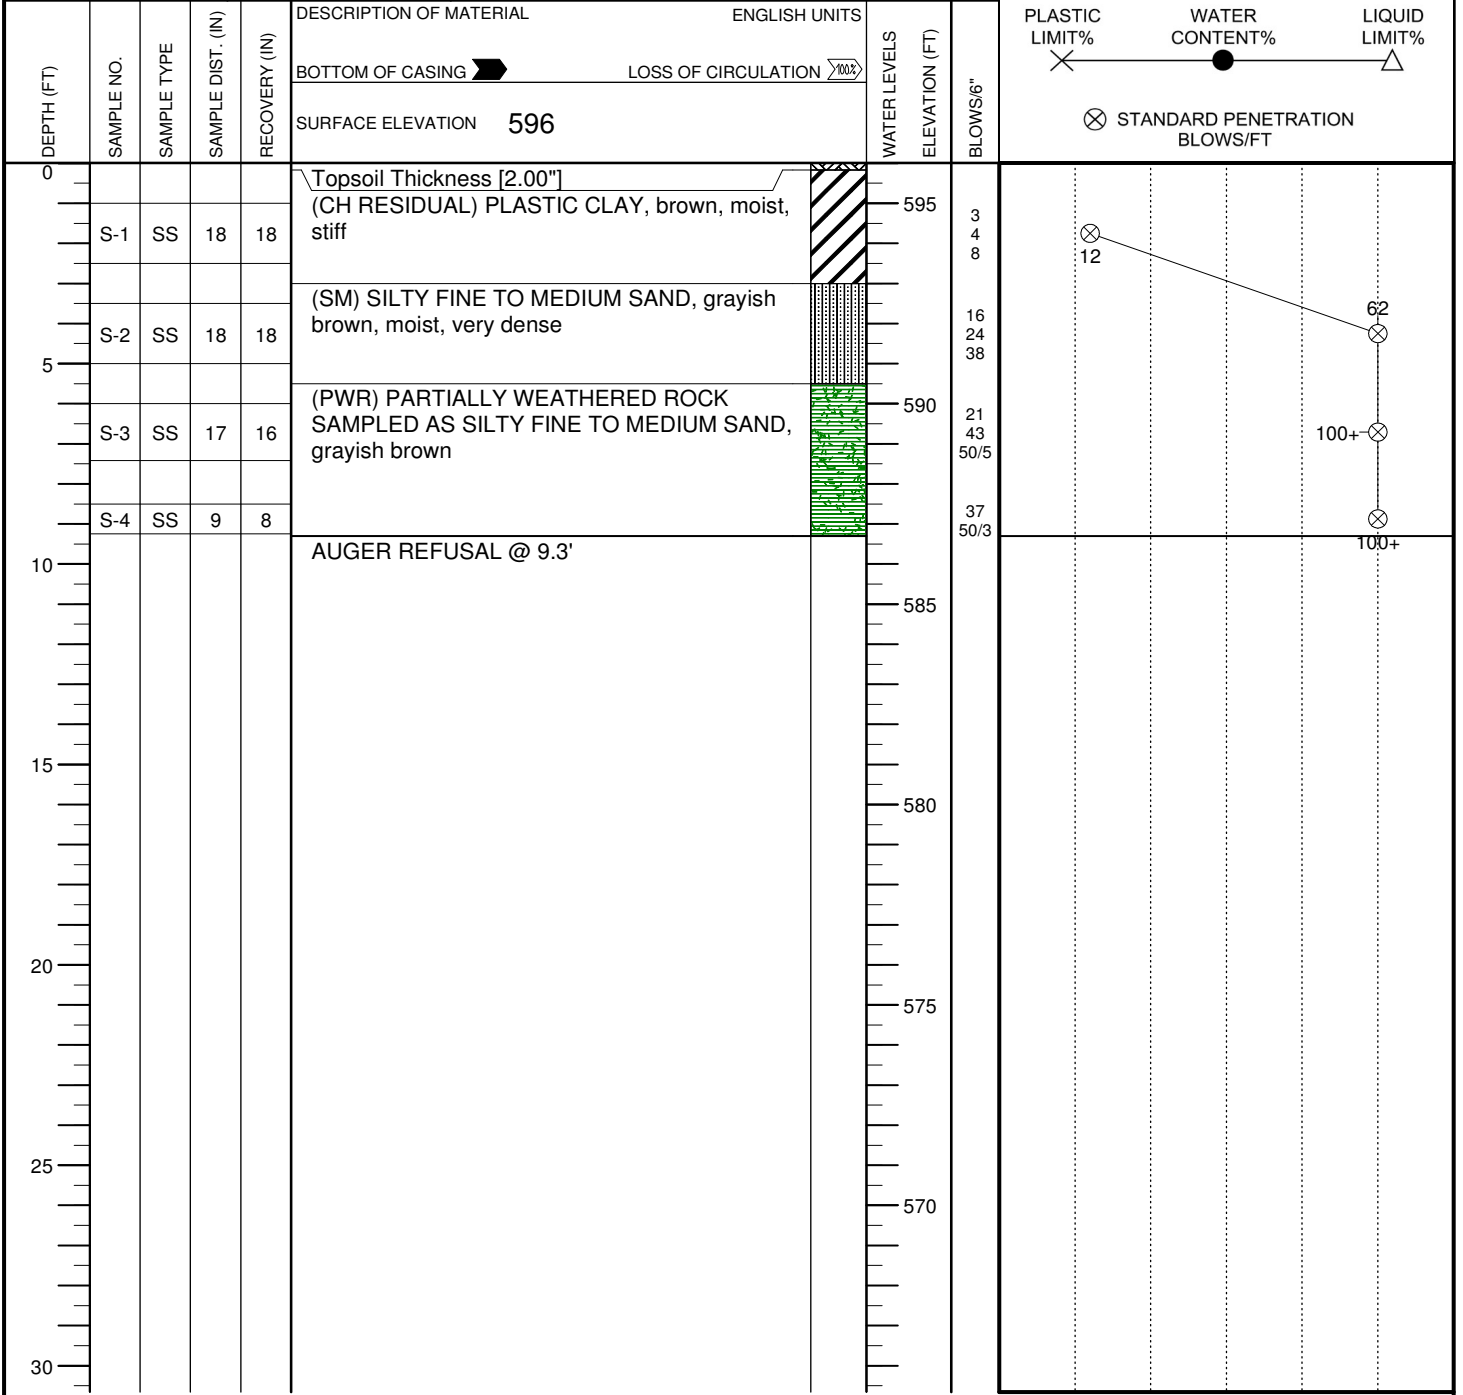 DEPTH (FT)
SAMPLE NO.
SAMPLE TYPE
SAMPLE DIST. (IN)
RECOVERY (IN)
DESCRIPTION OF MATERIAL
ENGLISH UNITS
BOTTOM OF CASING
LOSS OF CIRCULATION
100%
SURFACE ELEVATION 596
WATER LEVELS
ELEVATION (FT)
BLOWS/6"
PLASTIC
LIMIT%
WATER
CONTENT%
LIQUID
LIMIT%
STANDARD PENETRATION
BLOWS/FT
0
5
10
15
20
25
30
S-1 SS 18 18
S-2 SS 18 18
S-3 SS 17 16
S-4 SS 9 8
Topsoil Thickness [2.00"]
(CH RESIDUAL) PLASTIC CLAY, brown, moist,
stiff
(SM) SILTY FINE TO MEDIUM SAND, grayish
brown, moist, very dense
(PWR) PARTIALLY WEATHERED ROCK
SAMPLED AS SILTY FINE TO MEDIUM SAND,
grayish brown
AUGER REFUSAL @ 9.3'
595
590
585
580
575
570
3
4
8
16
24
38
21
43
50/5
37
50/3
12
62
100+
100+